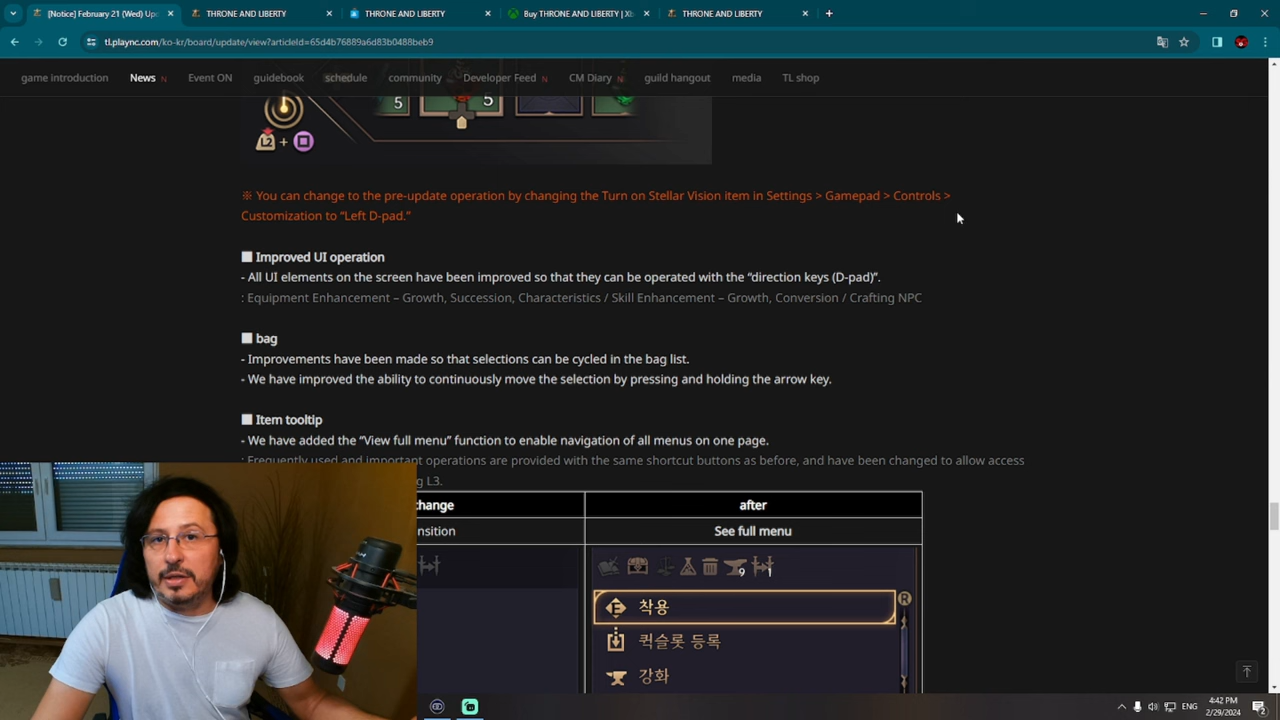 [Notice] February 21 (Wed) Upd
THRONE AND LIBERTY
THRONE AND LIBERTY
Buy THRONE AND LIBERTY | Xb
THRONE AND LIBERTY
tl.plaync.com/ko-kr/board/update/view?articleId=65d4b76889a6d83b0488beb9
game introduction
News N
Event ON
guidebook
schedule
community
Developer Feed N
CM Diary N
guild hangout
media
TL shop
5
5
L2 +
※ You can change to the pre-update operation by changing the Turn on Stellar Vision item in Settings > Gamepad > Controls >
Customization to “Left D-pad.”
■ Improved UI operation
- All UI elements on the screen have been improved so that they can be operated with the “direction keys (D-pad)”.
: Equipment Enhancement – Growth, Succession, Characteristics / Skill Enhancement – Growth, Conversion / Crafting NPC
■ bag
- Improvements have been made so that selections can be cycled in the bag list.
- We have improved the ability to continuously move the selection by pressing and holding the arrow key.
■ Item tooltip
- We have added the “View full menu” function to enable navigation of all menus on one page.
: Frequently used and important operations are provided with the same shortcut buttons as before, and have been changed to allow access
L3.
change
after
See full menu
9
1
착용
R
퀵슬롯 등록
강화
ENG
4:42 PM
2/29/2024
2